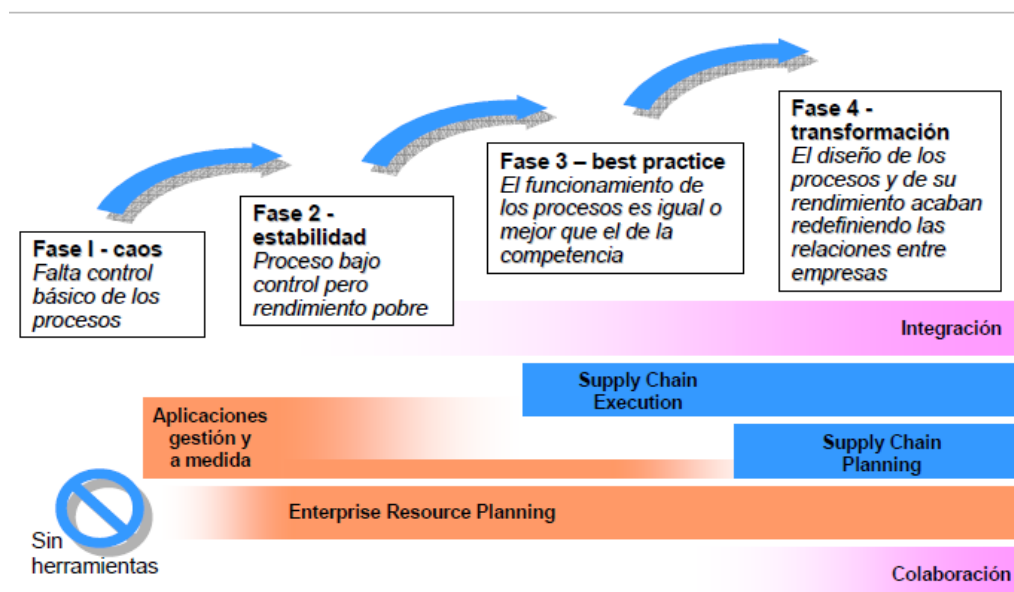 Fase I - caos
Falta control
básico de los
procesos
Fase 2 -
estabilidad
Proceso bajo
control pero
rendimiento pobre
Fase 3 – best practice
El funcionamiento de
los procesos es igual o
mejor que el de la
competencia
Fase 4 -
transformación
El diseño de los
procesos y de su
rendimiento acaban
redefiniendo las
relaciones entre
empresas
Integración
Supply Chain
Execution
Aplicaciones
gestión y
a medida
Supply Chain
Planning
Enterprise Resource Planning
Sin
herramientas
Colaboración